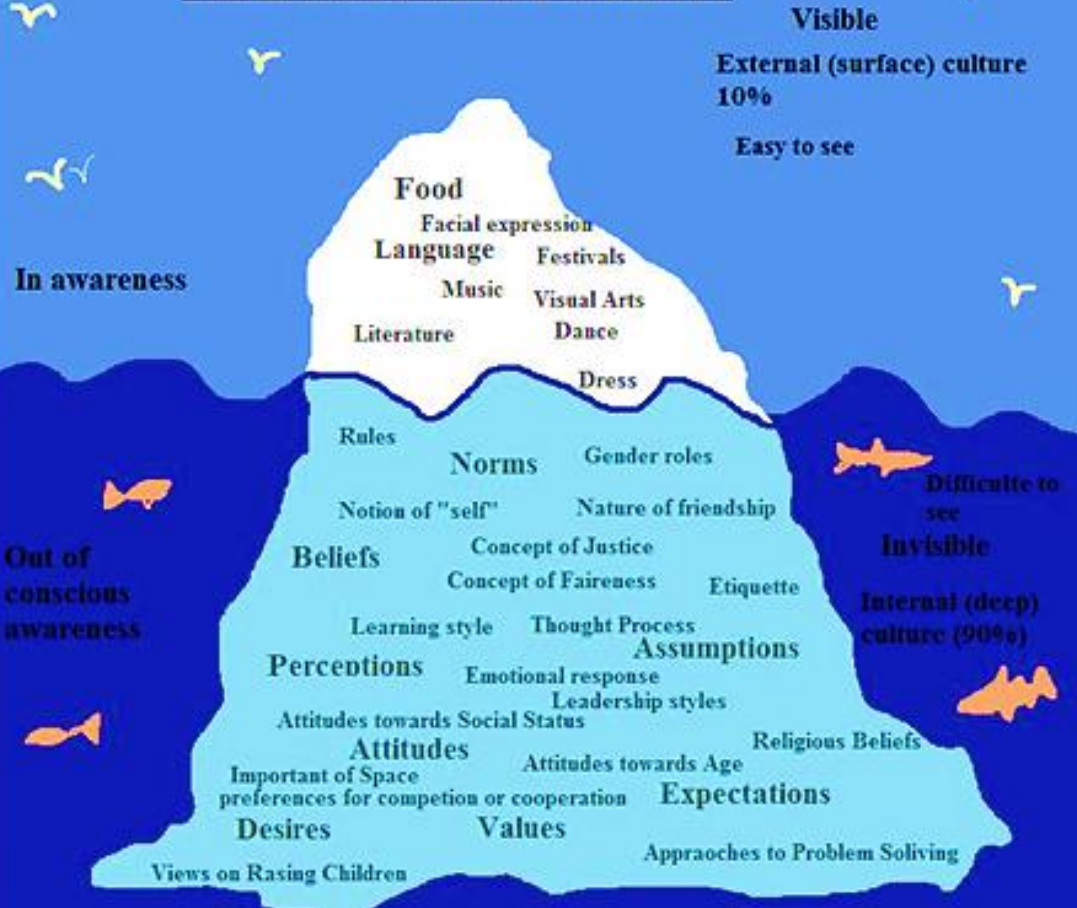 Visible
External (surface) culture
10%
Easy to see
Food
Facial expression
Language
Festivals
Music
Visual Arts
In awareness
Literature
Dance
Dress
Rules
Norms
Gender roles
Difficulte to
see
Notion of "self"
Nature of friendship
Invisible
Out of
conscious
awareness
Beliefs
Concept of Justice
Concept of Faireness
Etiquette
Internal (deep)
culture (90%)
Learning style
Thought Process
Assumptions
Perceptions
Emotional response
Leadership styles
Attitudes towards Social Status
Attitudes
Religious Beliefs
Attitudes towards Age
Important of Space
preferences for competion or cooperation
Expectations
Desires
Values
Appraoches to Problem Soliving
Views on Rasing Children